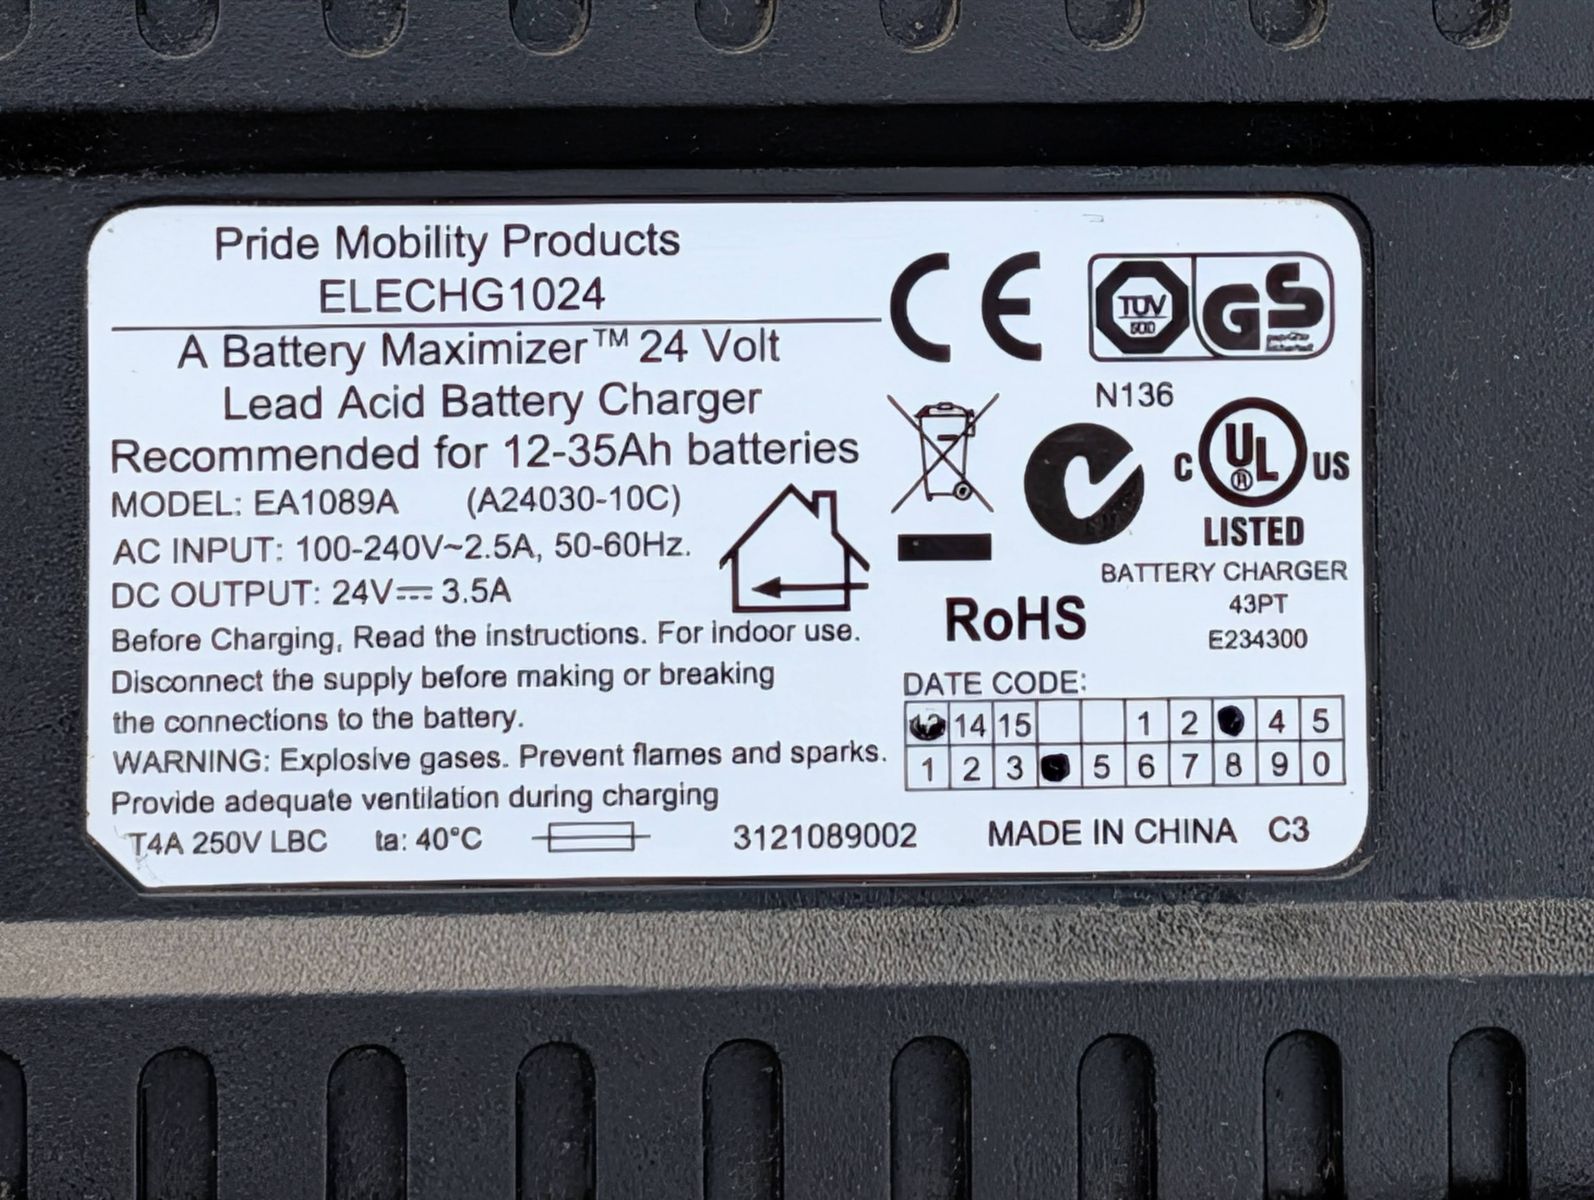 Pride Mobility Products
ELECHG1024
A Battery Maximizer™ 24 Volt
Lead Acid Battery Charger
Recommended for 12-35Ah batteries
MODEL: EA1089A (A24030-10C)
AC INPUT: 100-240V~2.5A, 50-60Hz.
DC OUTPUT: 24V⎓ 3.5A
Before Charging, Read the instructions. For indoor use.
Disconnect the supply before making or breaking
the connections to the battery.
WARNING: Explosive gases. Prevent flames and sparks.
Provide adequate ventilation during charging
T4A 250V LBC ta: 40°C
3121089002
MADE IN CHINA C3
CE
TUV
GS
N136
C UL® US
LISTED
BATTERY CHARGER
43PT
E234300
RoHS
DATE CODE:
14 15 1 2 4 5
1 2 3 5 6 7 8 9 0